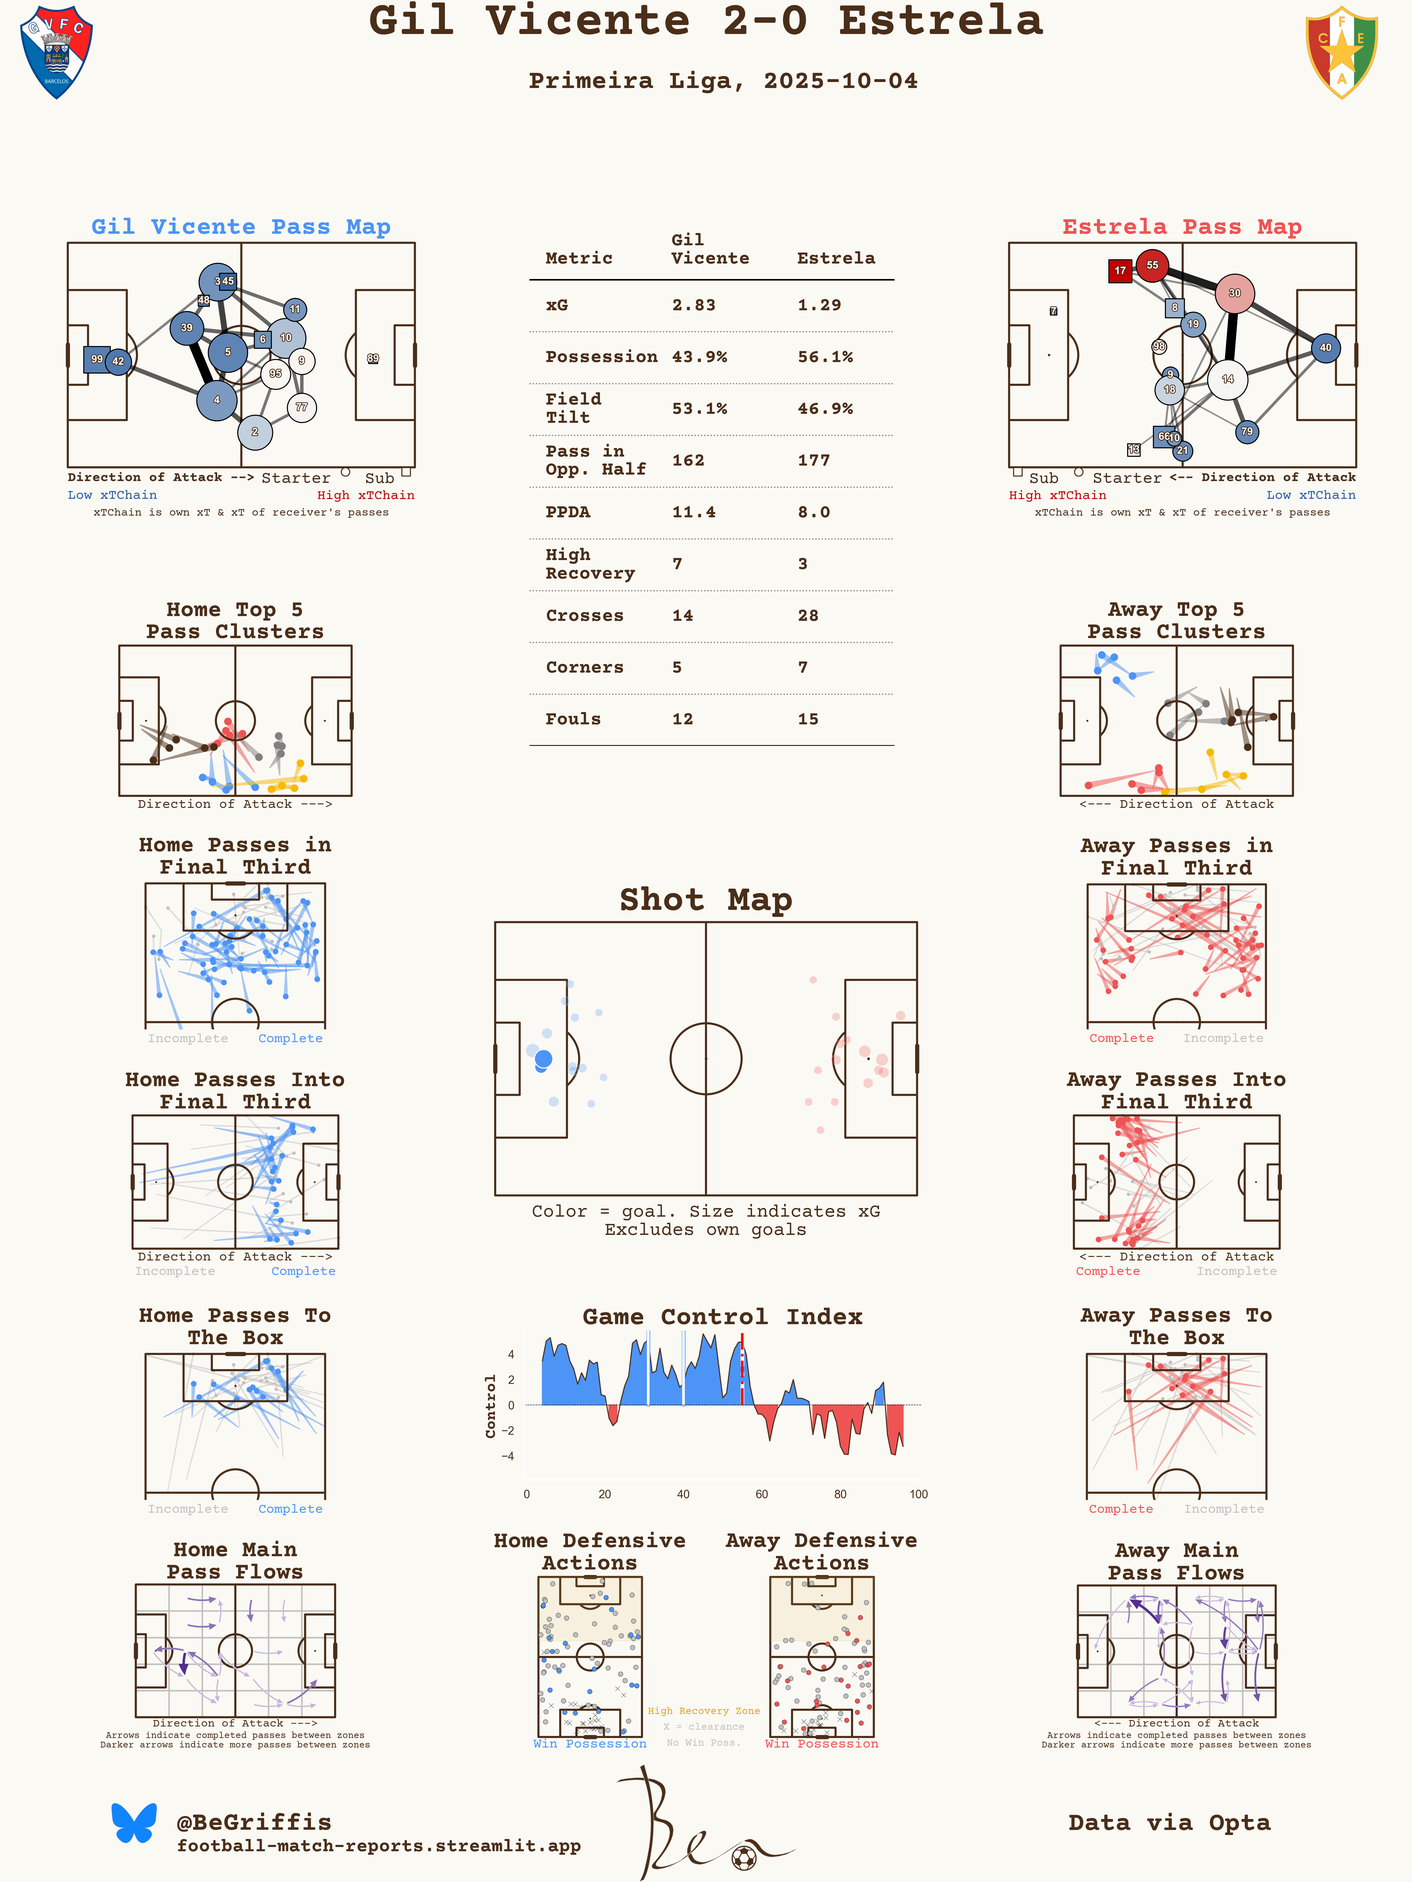 Gil Vicente 2-0 Estrela
Primeira Liga, 2025-10-04
GVFC
BARCELOS
F
C E
A
Gil Vicente Pass Map
3 45
48
11
39
6 10
99 42
5
9
89
95
4
77
2
Direction of Attack --> Starter Sub
Low xTChain High xTChain
xTChain is own xT & xT of receiver's passes
Metric Gil Vicente Estrela
xG 2.83 1.29
Possession 43.9% 56.1%
Field Tilt 53.1% 46.9%
Pass in Opp. Half 162 177
PPDA 11.4 8.0
High Recovery 7 3
Crosses 14 28
Corners 5 7
Fouls 12 15
Estrela Pass Map
17 55
30
7
8
19
98
40
9
14
18
66 10
79
13
21
Sub Starter <-- Direction of Attack
High xTChain Low xTChain
xTChain is own xT & xT of receiver's passes
Home Top 5
Pass Clusters
Direction of Attack --->
Away Top 5
Pass Clusters
<--- Direction of Attack
Home Passes in
Final Third
Incomplete Complete
Away Passes in
Final Third
Complete Incomplete
Shot Map
Color = goal. Size indicates xG
Excludes own goals
Home Passes Into
Final Third
Direction of Attack --->
Incomplete Complete
Away Passes Into
Final Third
<--- Direction of Attack
Complete Incomplete
Home Passes To
The Box
Incomplete Complete
Game Control Index
Control
4
2
0
−2
−4
0 20 40 60 80 100
Away Passes To
The Box
Complete Incomplete
Home Main
Pass Flows
Direction of Attack --->
Arrows indicate completed passes between zones
Darker arrows indicate more passes between zones
Home Defensive
Actions
Win Possession
High Recovery Zone
X = clearance
No Win Poss.
Away Defensive
Actions
Win Possession
Away Main
Pass Flows
<--- Direction of Attack
Arrows indicate completed passes between zones
Darker arrows indicate more passes between zones
@BeGriffis
football-match-reports.streamlit.app
Ben
Data via Opta